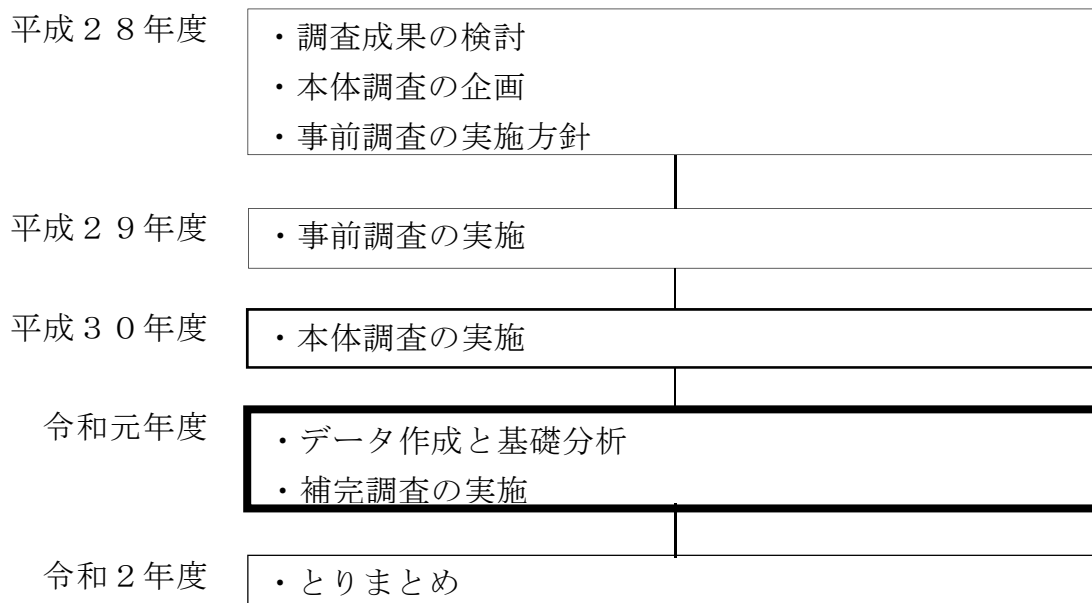 平成２８年度
・調査成果の検討
・本体調査の企画
・事前調査の実施方針
平成２９年度
・事前調査の実施
平成３０年度
・本体調査の実施
令和元年度
・データ作成と基礎分析
・補完調査の実施
令和２年度
・とりまとめ